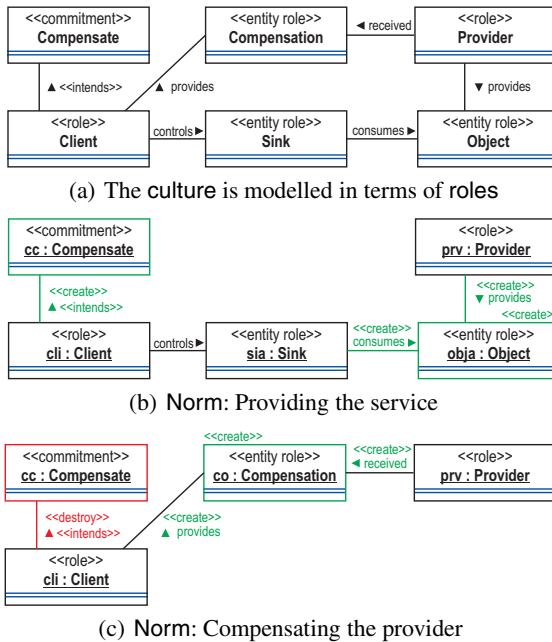 <<commitment>>
Compensate
<<entity role>>
Compensation
◄ received
<<role>>
Provider
▲ <<intends>>
▲ provides
▼ provides
<<role>>
Client
controls ►
<<entity role>>
Sink
consumes ►
<<entity role>>
Object
(a) The culture is modelled in terms of roles
<<commitment>>
cc : Compensate
<<role>>
prv : Provider
<<create>>
▲ <<intends>>
<<create>>
▼ provides
<<create>>
<<role>>
cli : Client
controls ►
<<entity role>>
sia : Sink
<<create>>
consumes ►
<<entity role>>
obja : Object
(b) Norm: Providing the service
<<create>>
<<commitment>>
cc : Compensate
<<entity role>>
co : Compensation
<<create>>
◄ received
<<role>>
prv : Provider
<<destroy>>
▲ <<intends>>
<<create>>
▲ provides
<<role>>
cli : Client
(c) Norm: Compensating the provider